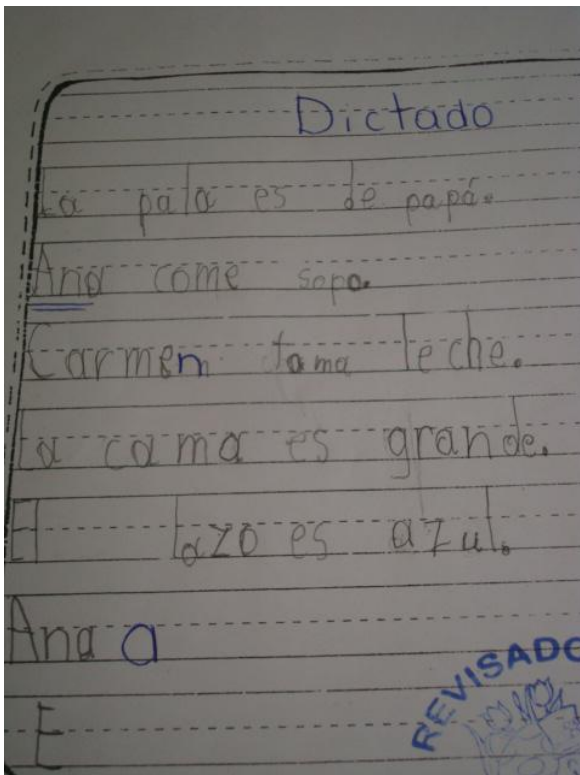 Dictado
La pala es de papá.
Ana come sopa.
Carmen toma leche.
La cama es grande.
El lazo es azul.
Ana a
E
REVISADO